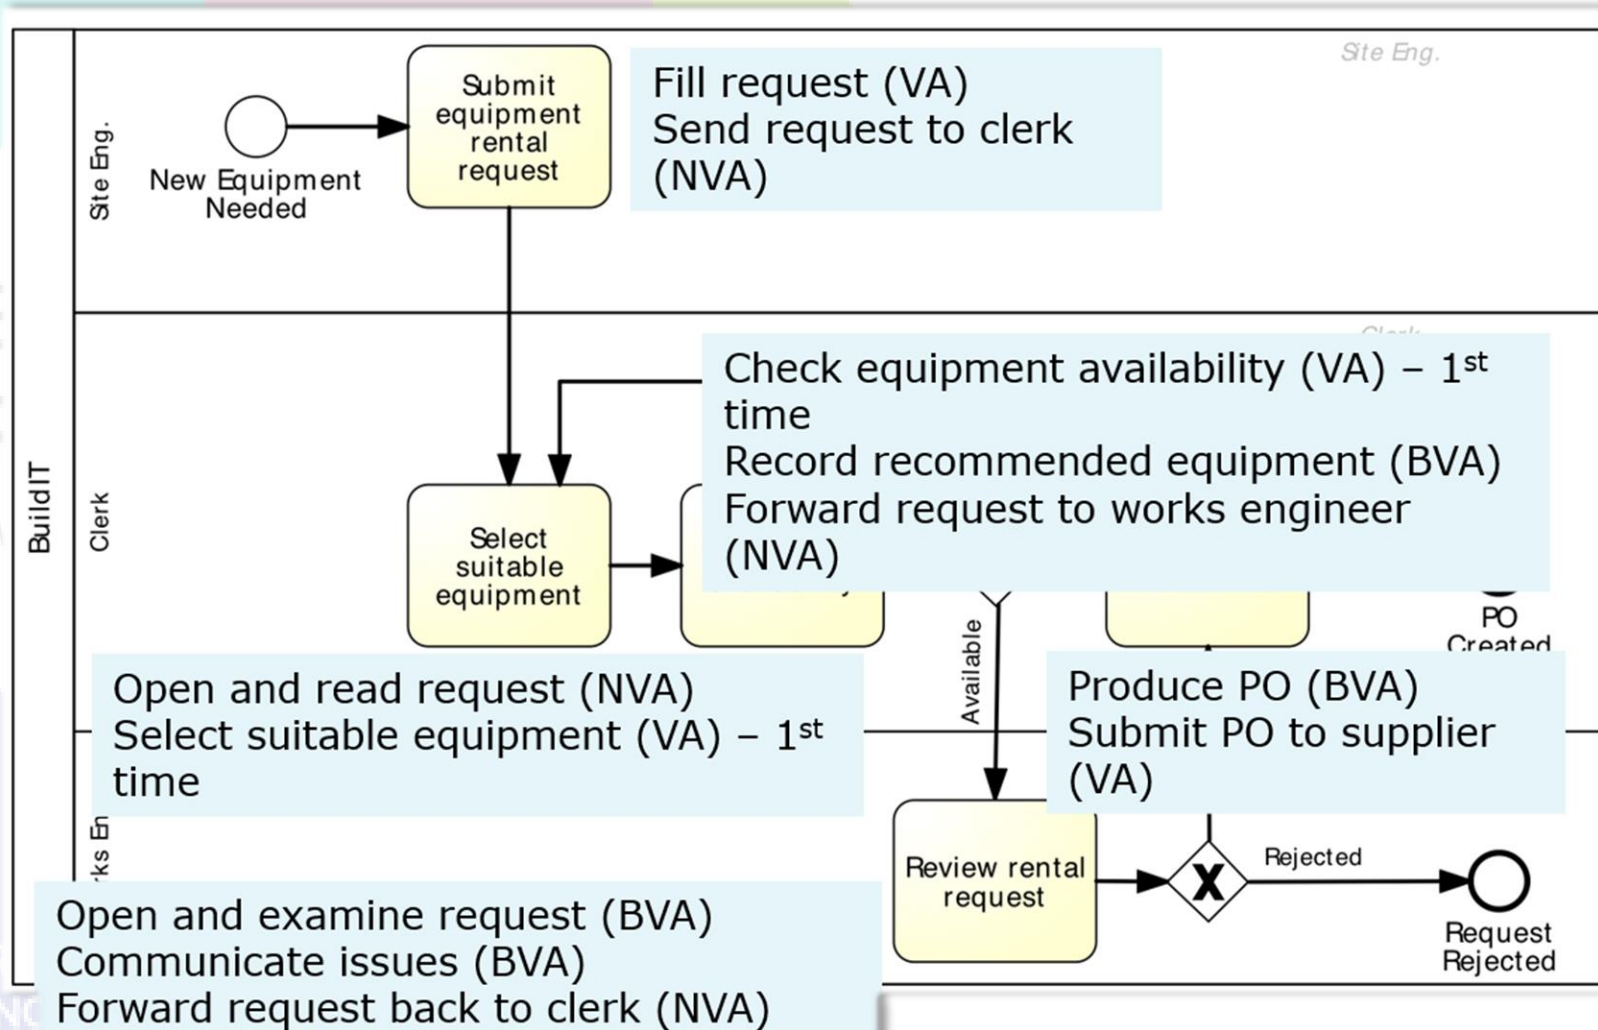 Site Eng.
Submit
equipment
rental
request
Fill request (VA)
Send request to clerk
(NVA)
Site Eng.
New Equipment
Needed
BuildIT
Clerk
Check equipment availability (VA) – 1st
time
Record recommended equipment (BVA)
Forward request to works engineer
(NVA)
Clerk
Select
suitable
equipment
PO
Created
Available
Open and read request (NVA)
Select suitable equipment (VA) – 1st
time
Produce PO (BVA)
Submit PO to supplier
(VA)
Review rental
request
X
Rejected
Request
Rejected
Open and examine request (BVA)
Communicate issues (BVA)
Forward request back to clerk (NVA)